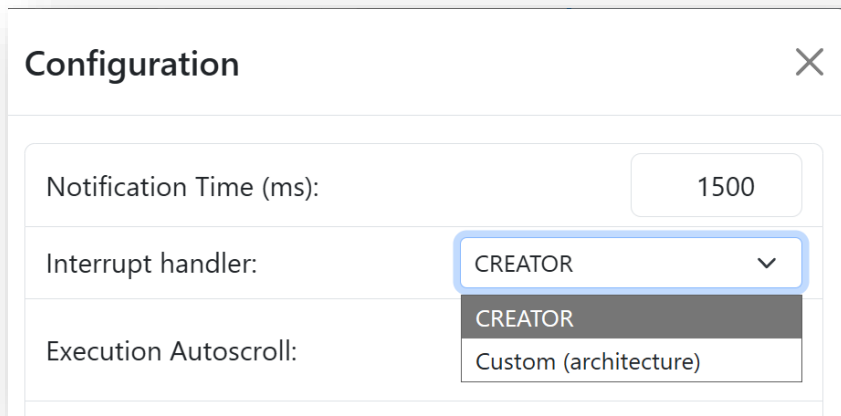 Configuration
Notification Time (ms):
1500
Interrupt handler:
CREATOR
CREATOR
Custom (architecture)
Execution Autoscroll: